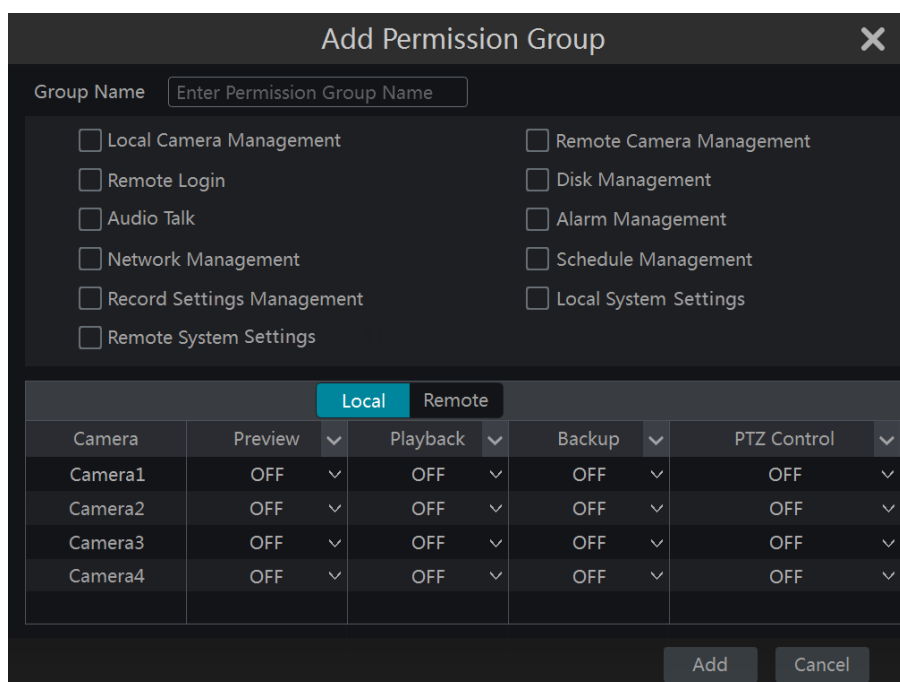 Add Permission Group
Group Name Enter Permission Group Name
Local Camera Management Remote Camera Management
Remote Login Disk Management
Audio Talk Alarm Management
Network Management Schedule Management
Record Settings Management Local System Settings
Remote System Settings
Local Remote
Camera Preview Playback Backup PTZ Control
Camera1 OFF OFF OFF OFF
Camera2 OFF OFF OFF OFF
Camera3 OFF OFF OFF OFF
Camera4 OFF OFF OFF OFF
Add Cancel